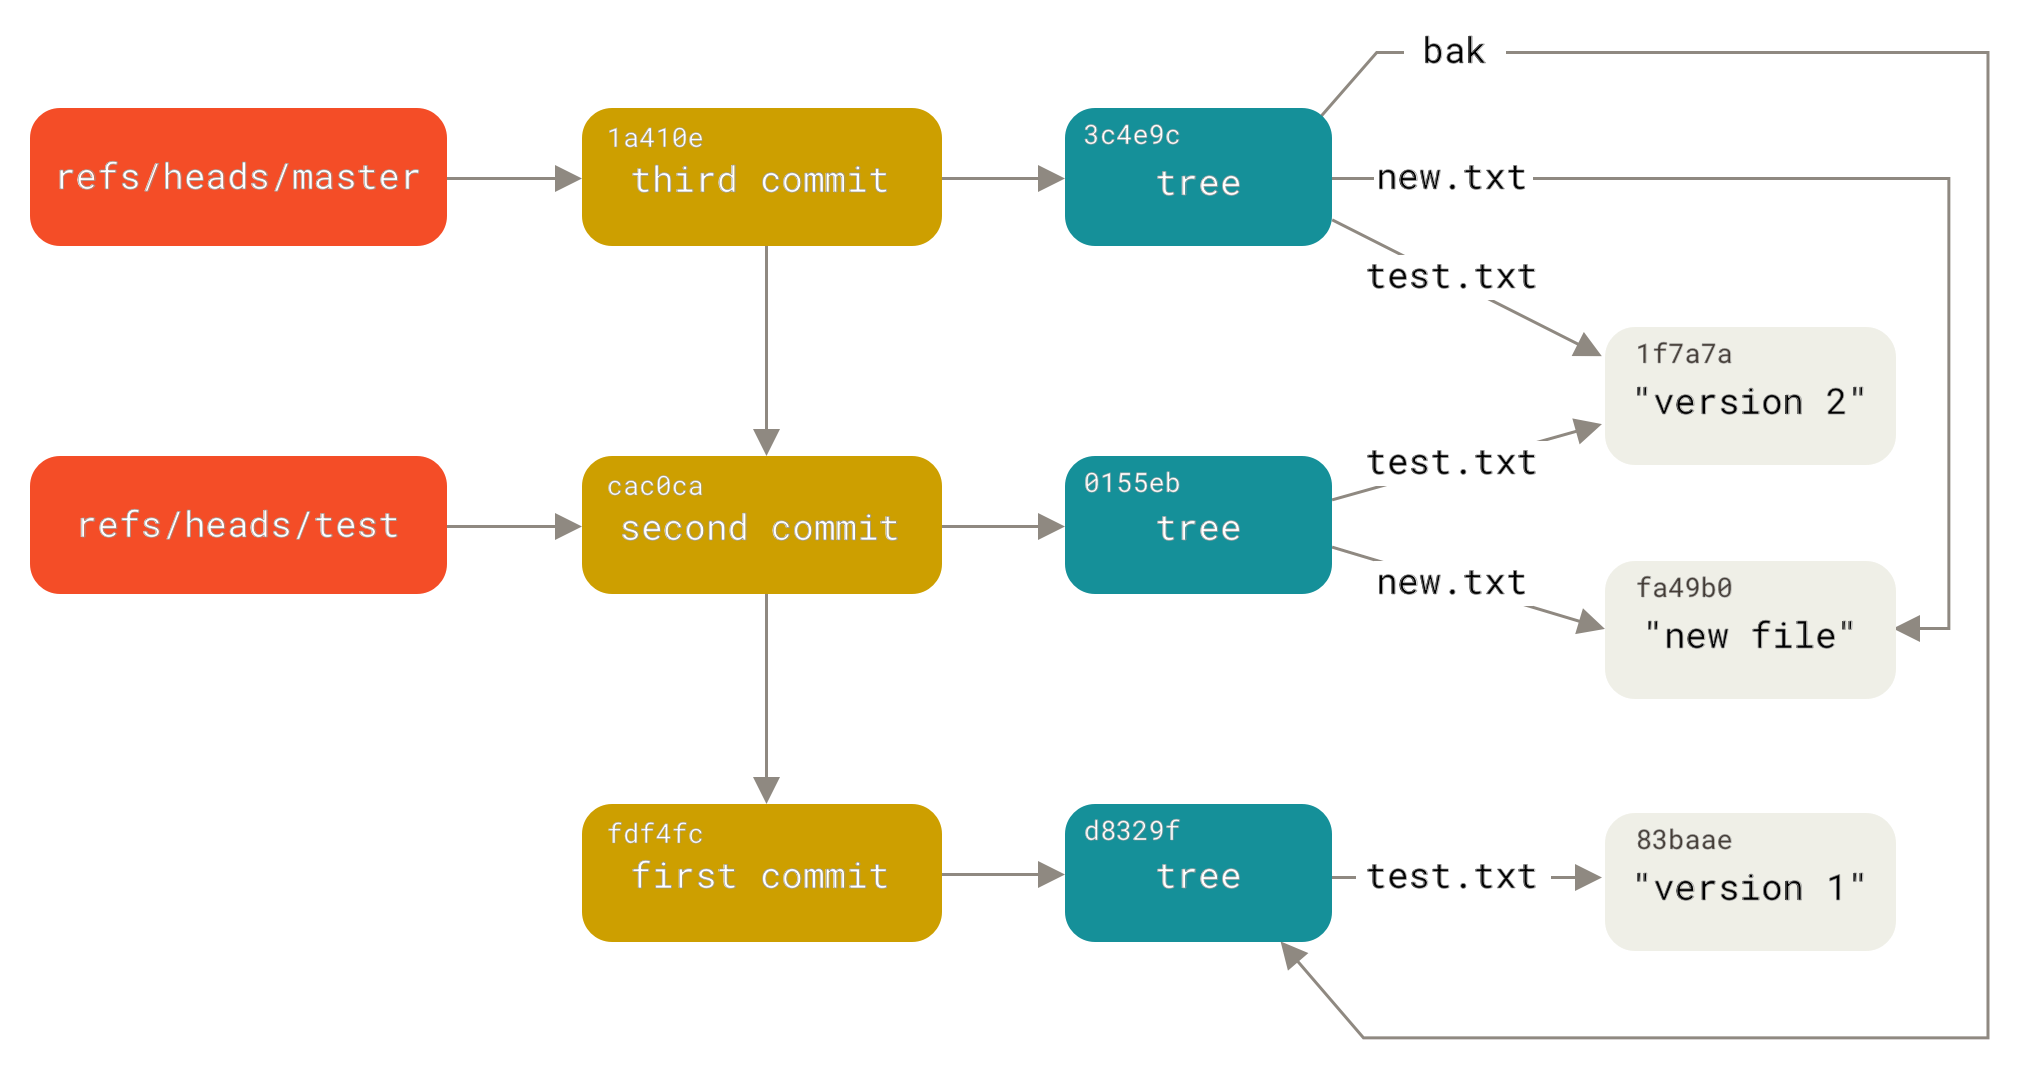 bak
refs/heads/master
1a410e
third commit
3c4e9c
tree
new.txt
test.txt
1f7a7a
"version 2"
refs/heads/test
cac0ca
second commit
0155eb
tree
test.txt
new.txt
fa49b0
"new file"
fdf4fc
first commit
d8329f
tree
test.txt
83baae
"version 1"